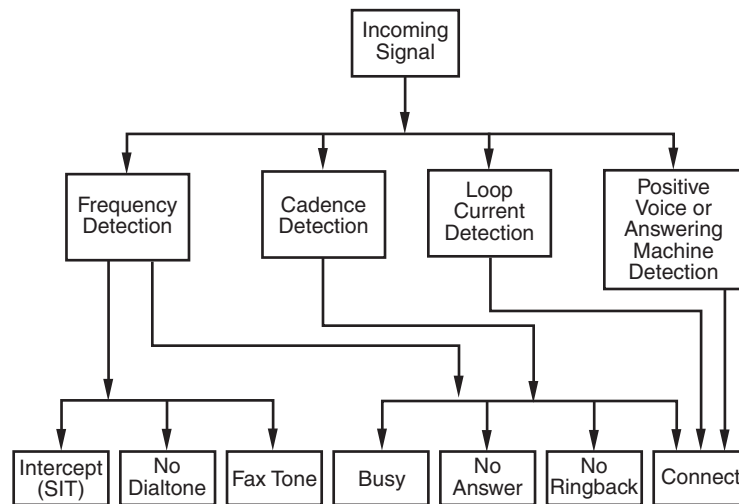 Incoming
Signal
Frequency
Detection
Cadence
Detection
Loop
Current
Detection
Positive
Voice or
Answering
Machine
Detection
Intercept
(SIT)
No
Dialtone
Fax Tone
Busy
No
Answer
No
Ringback
Connect